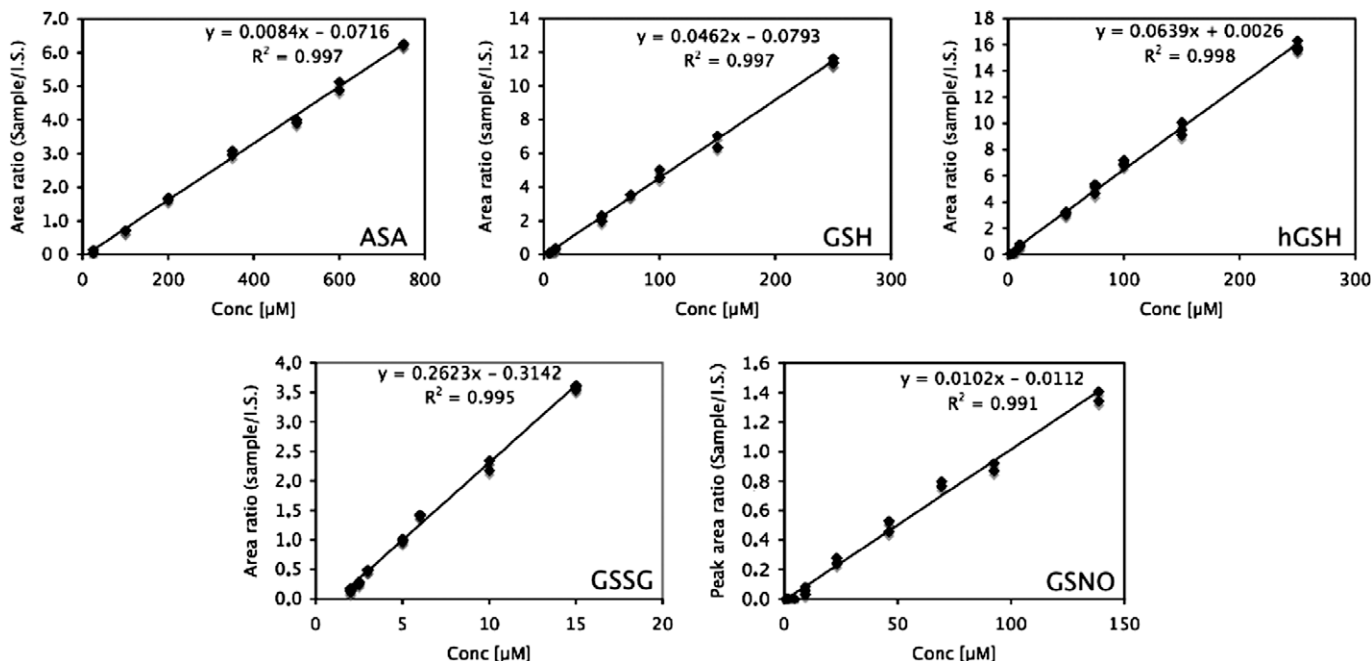 y = 0.0084x − 0.0716
R² = 0.997
Area ratio (Sample/I.S.)
7.0
6.0
5.0
4.0
3.0
2.0
1.0
0.0
0 200 400 600 800
Conc [µM]
ASA
y = 0.0462x − 0.0793
R² = 0.997
Area ratio (sample/I.S.)
14
12
10
8
6
4
2
0
0 100 200 300
Conc [µM]
GSH
y = 0.0639x + 0.0026
R² = 0.998
Area ratio (sample/I.S.)
18
16
14
12
10
8
6
4
2
0
0 100 200 300
Conc [µM]
hGSH
y = 0.2623x − 0.3142
R² = 0.995
Area ratio (sample/I.S.)
4.0
3.5
3.0
2.5
2.0
1.5
1.0
0.5
0.0
0 5 10 15 20
Conc [µM]
GSSG
y = 0.0102x − 0.0112
R² = 0.991
Peak area ratio (Sample/I.S.)
1.6
1.4
1.2
1.0
0.8
0.6
0.4
0.2
0.0
0 50 100 150
Conc [µM]
GSNO